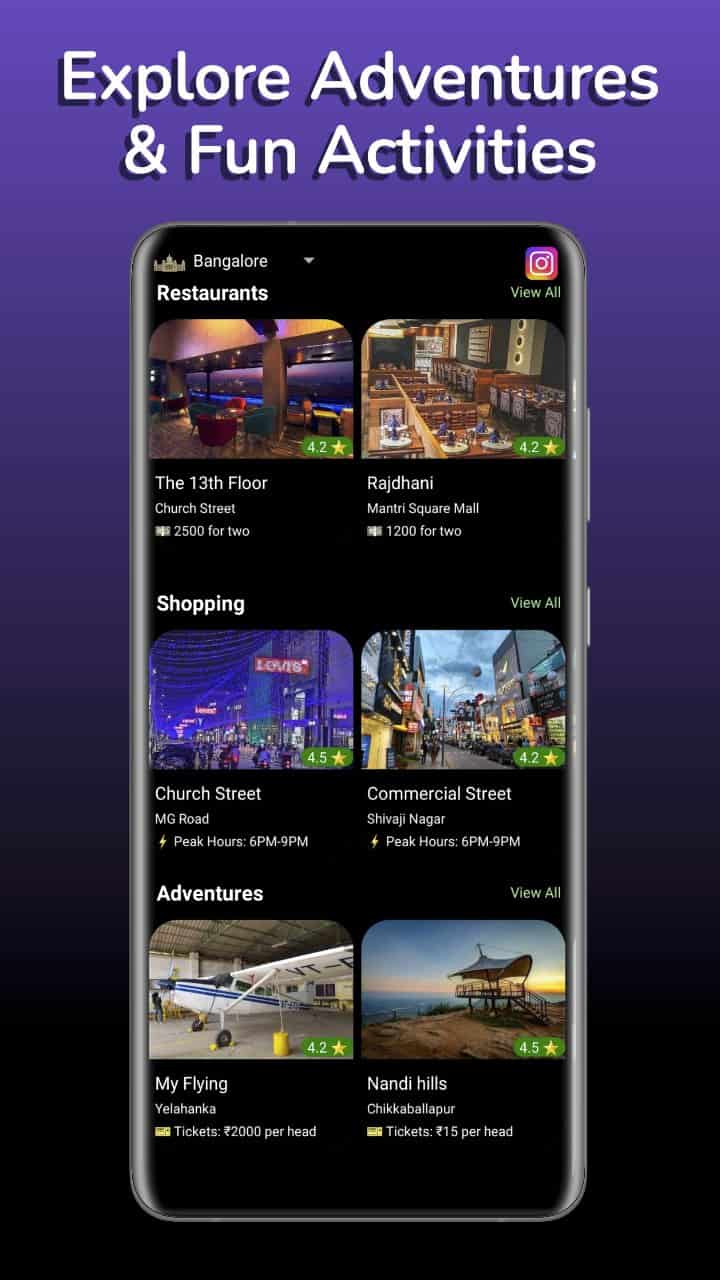 Explore Adventures
& Fun Activities
Bangalore
Restaurants
View All
4.2
4.2
The 13th Floor
Rajdhani
Church Street
Mantri Square Mall
2500 for two
1200 for two
Shopping
View All
LEVI'S
4.5
4.2
Church Street
Commercial Street
MG Road
Shivaji Nagar
Peak Hours: 6PM-9PM
Peak Hours: 6PM-9PM
Adventures
View All
VT-E
4.2
4.5
My Flying
Nandi hills
Yelahanka
Chikkaballapur
Tickets: ₹2000 per head
Tickets: ₹15 per head